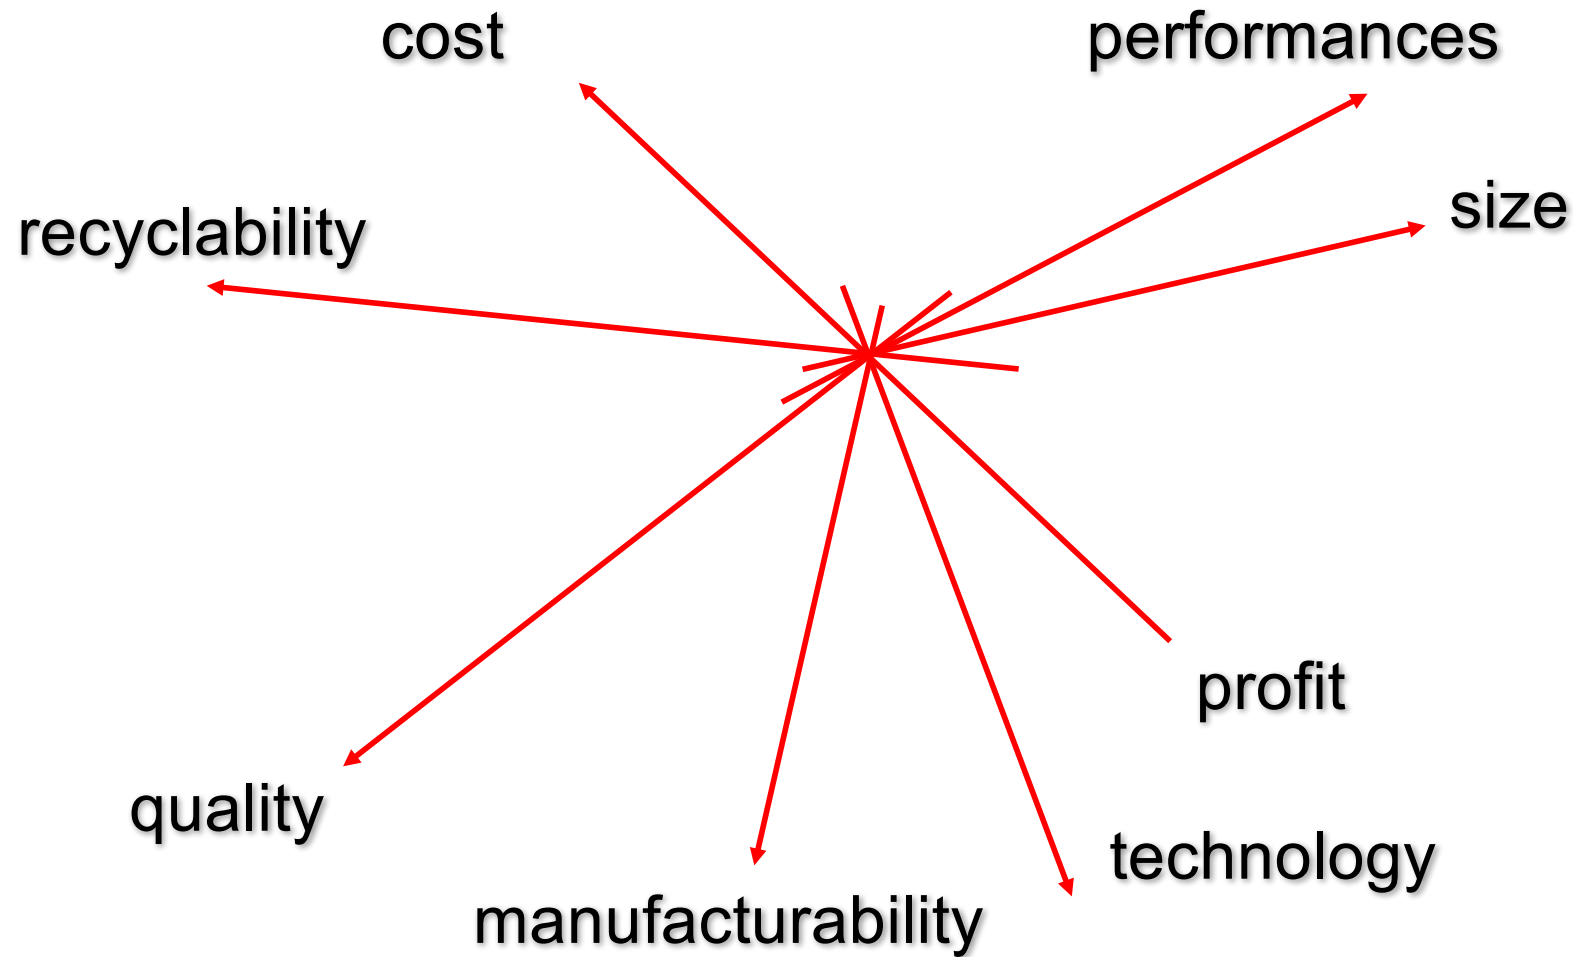 cost
performances
size
recyclability
profit
quality
technology
manufacturability